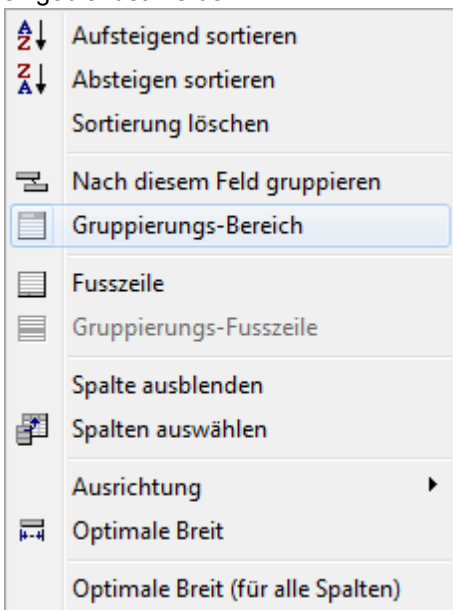 Aufsteigend sortieren
Absteigen sortieren
Sortierung löschen
Nach diesem Feld gruppieren
Gruppierungs-Bereich
Fusszeile
Gruppierungs-Fusszeile
Spalte ausblenden
Spalten auswählen
Ausrichtung
Optimale Breit
Optimale Breit (für alle Spalten)